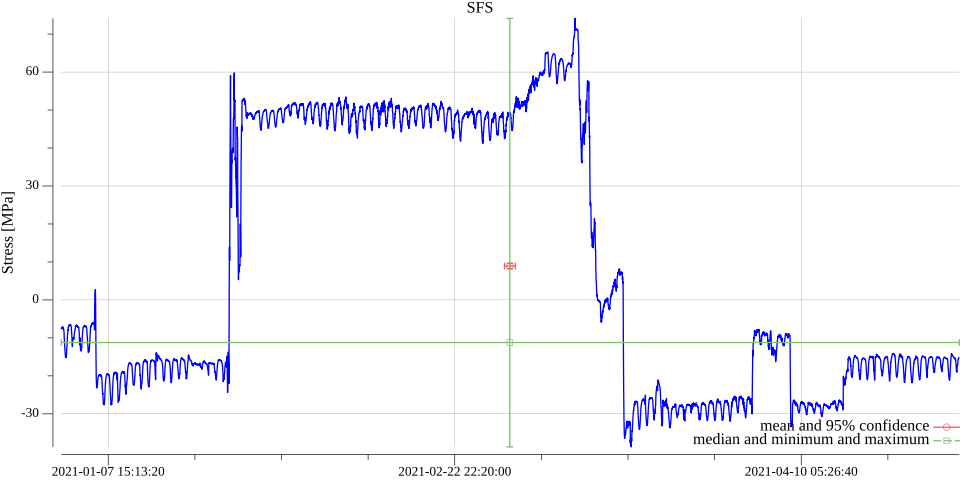 SFS
Stress [MPa]
60
30
0
-30
mean and 95% confidence
median and minimum and maximum
2021-01-07 15:13:20
2021-02-22 22:20:00
2021-04-10 05:26:40